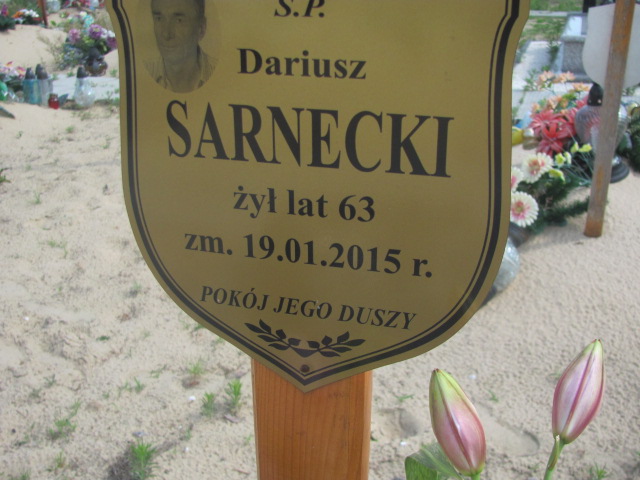 Ś.P.
Dariusz
SARNECKI
żył lat 63
zm. 19.01.2015 r.
POKÓJ JEGO DUSZY